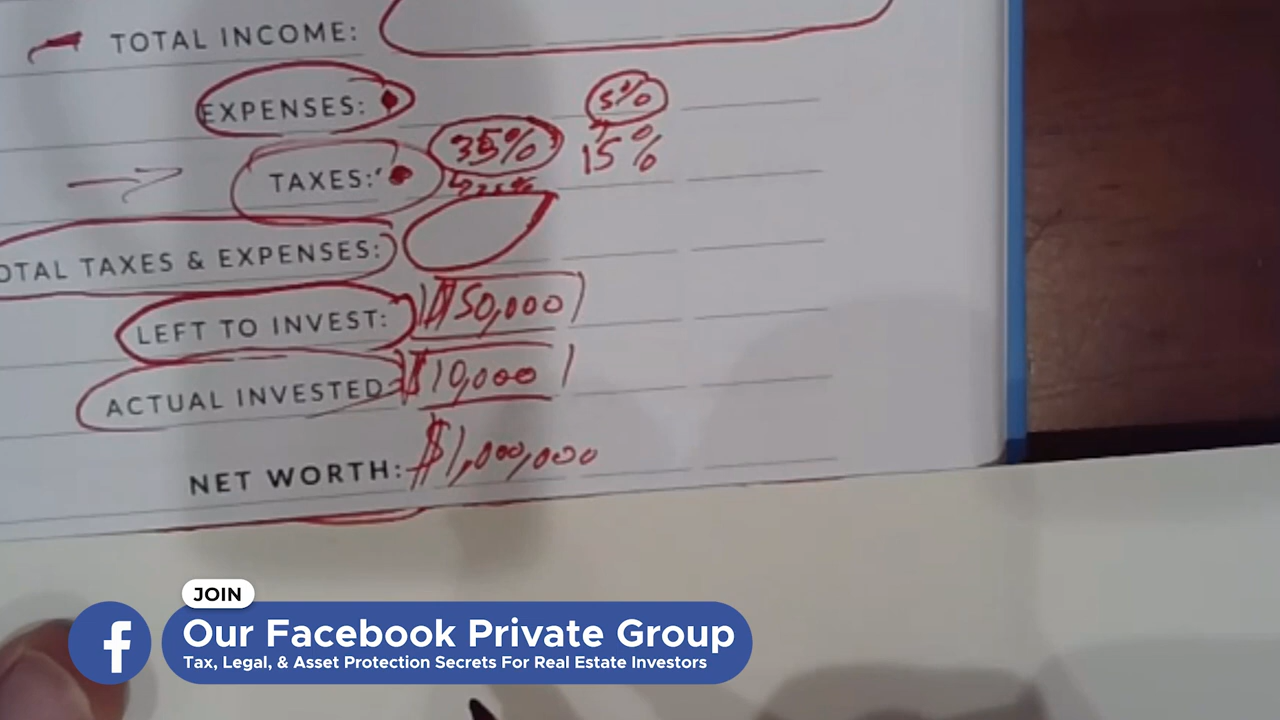 TOTAL INCOME:
EXPENSES: 5%
35% 15%
TAXES:
OTAL TAXES & EXPENSES:
LEFT TO INVEST: $50,000
ACTUAL INVESTED $10,000
NET WORTH: $1,000,000
JOIN
Our Facebook Private Group
Tax, Legal, & Asset Protection Secrets For Real Estate Investors